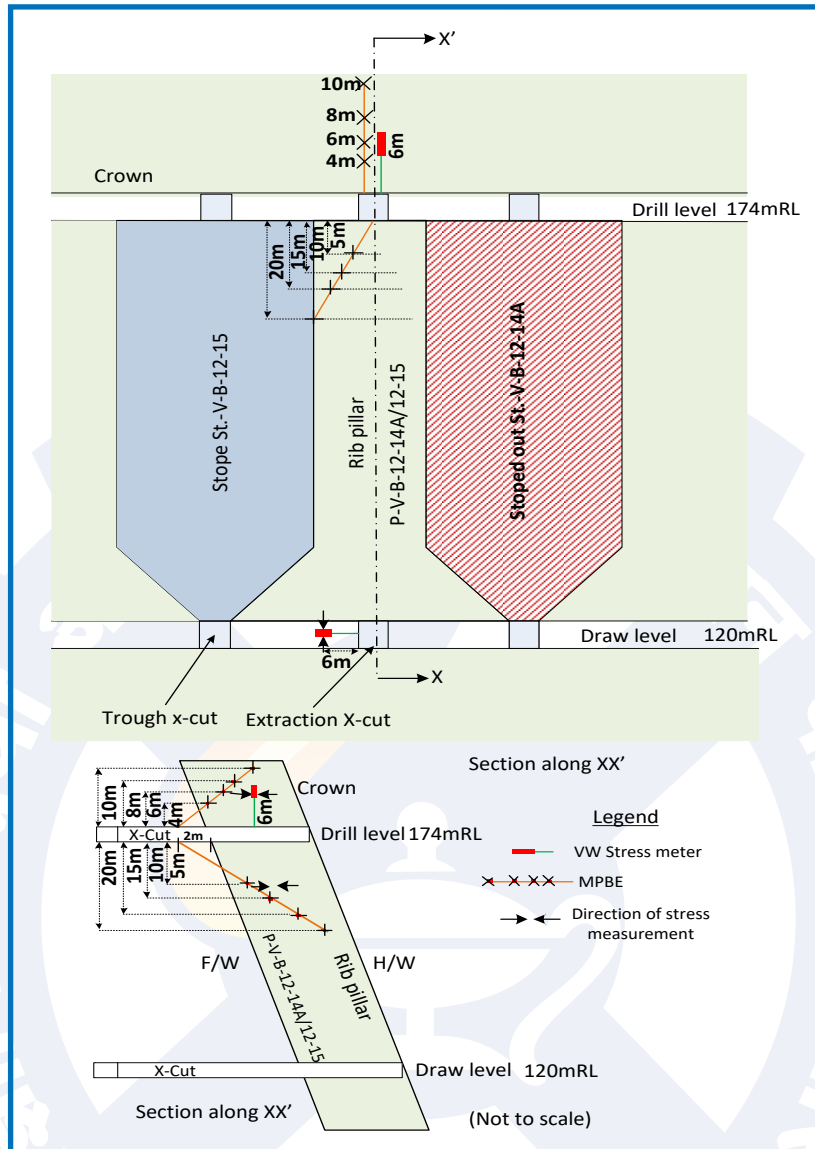 X'
10m
8m
6m
4m
6m
Crown
Drill level 174mRL
5m
10m
15m
20m
Stope St.-V-B-12-15
Rib pillar
P-V-B-12-14A/12-15
Stoped out St.-V-B-12-14A
Draw level 120mRL
6m
X
Trough x-cut
Extraction X-cut
Section along XX'
10m
8m
6m
4m
6m
Crown
Legend
X-Cut
2m
Drill level 174mRL
VW Stress meter
20m
15m
10m
5m
MPBE
Direction of stress
measurement
F/W
H/W
P-V-B-12-14A/12-15
Rib pillar
X-Cut
Draw level 120mRL
Section along XX'
(Not to scale)